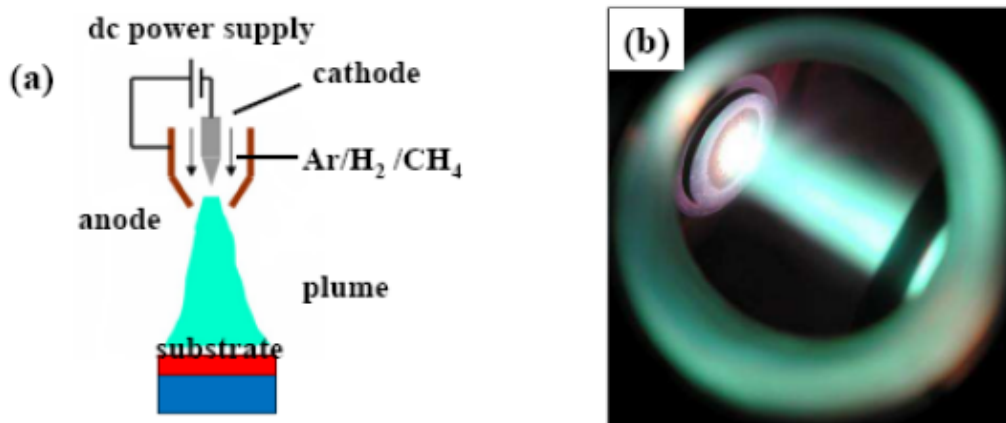 dc power supply
(a)
cathode
Ar/H₂ /CH₄
anode
plume
substrate
(b)